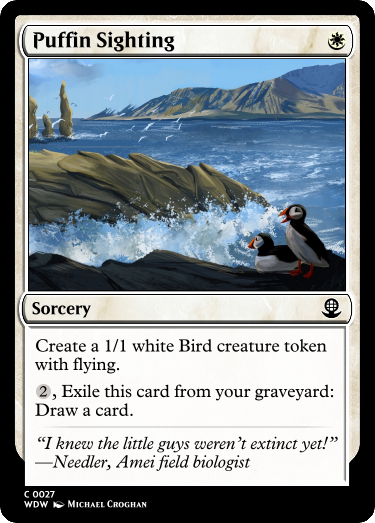 Puffin Sighting
Sorcery
Create a 1/1 white Bird creature token
with flying.
2, Exile this card from your graveyard:
Draw a card.
“I knew the little guys weren’t extinct yet!”
—Needler, Amei field biologist
C 0027
WDW Michael Croghan